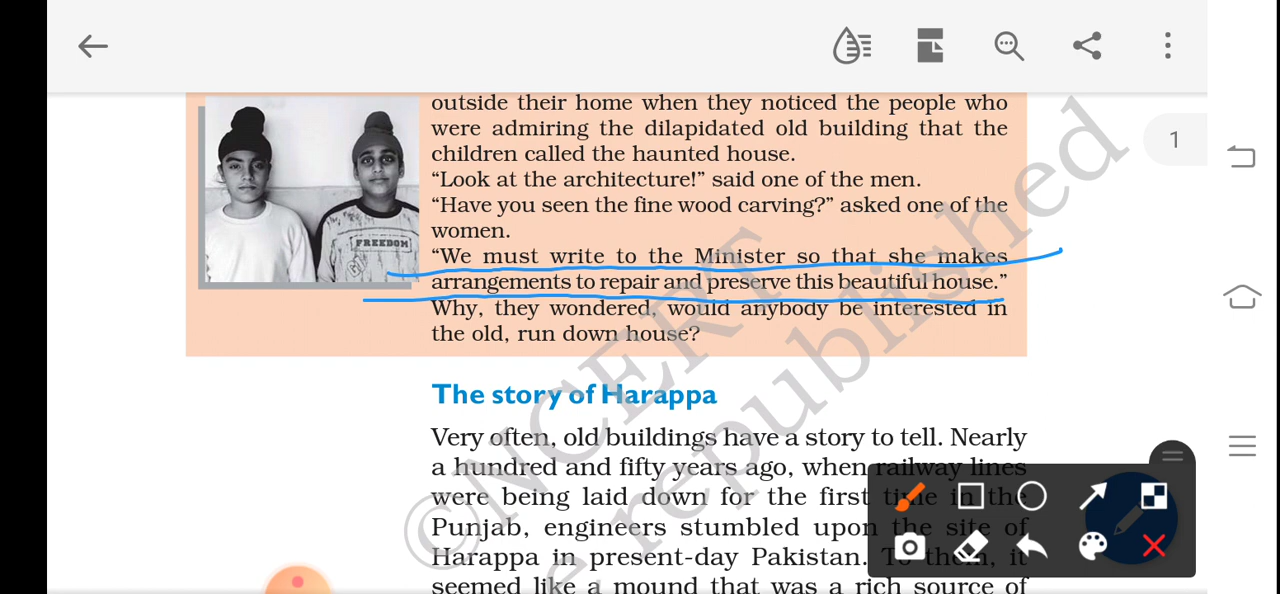 1
outside their home when they noticed the people who
were admiring the dilapidated old building that the
children called the haunted house.
“Look at the architecture!” said one of the men.
“Have you seen the fine wood carving?” asked one of the
women.
“We must write to the Minister so that she makes
arrangements to repair and preserve this beautiful house.”
Why, they wondered, would anybody be interested in
the old, run down house?
FREEDOM
The story of Harappa
Very often, old buildings have a story to tell. Nearly
a hundred and fifty years ago, when railway lines
were being laid down for the first time in the
Punjab, engineers stumbled upon the site of
Harappa in present-day Pakistan. To them, it
seemed like a mound that was a rich source of
©NCERT
e republished